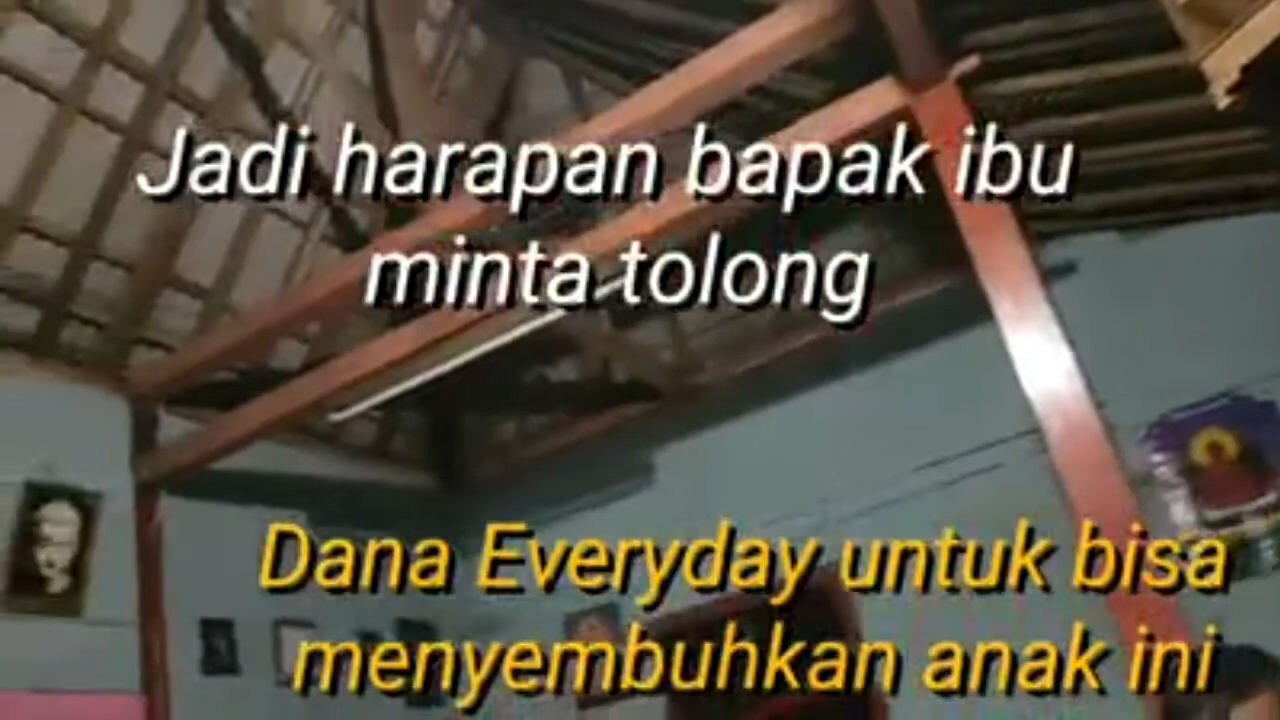 Jadi harapan bapak ibu
minta tolong
Dana Everyday untuk bisa
menyembuhkan anak ini